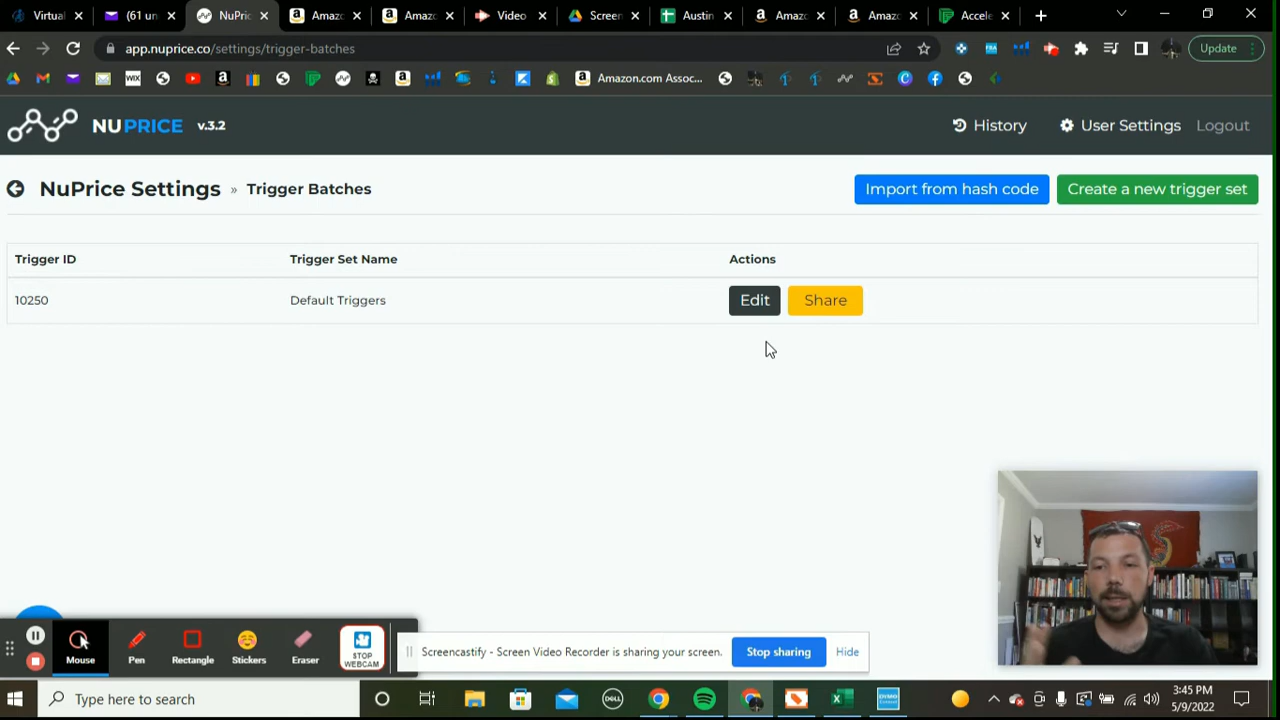 Virtual
(61 un
NuPric
Amazo
Amazo
Video
Screen
Austin
Amazo
Amazo
Accele
app.nuprice.co/settings/trigger-batches
Update
WIX
Amazon.com Assoc...
NUPRICE v.3.2
History
User Settings
Logout
NuPrice Settings » Trigger Batches
Import from hash code
Create a new trigger set
Trigger ID Trigger Set Name Actions
10250 Default Triggers Edit Share
Mouse
Pen
Rectangle
Stickers
Eraser
STOP
WEBCAM
Screencastify - Screen Video Recorder is sharing your screen.
Stop sharing
Hide
Type here to search
DELL
3:45 PM
5/9/2022